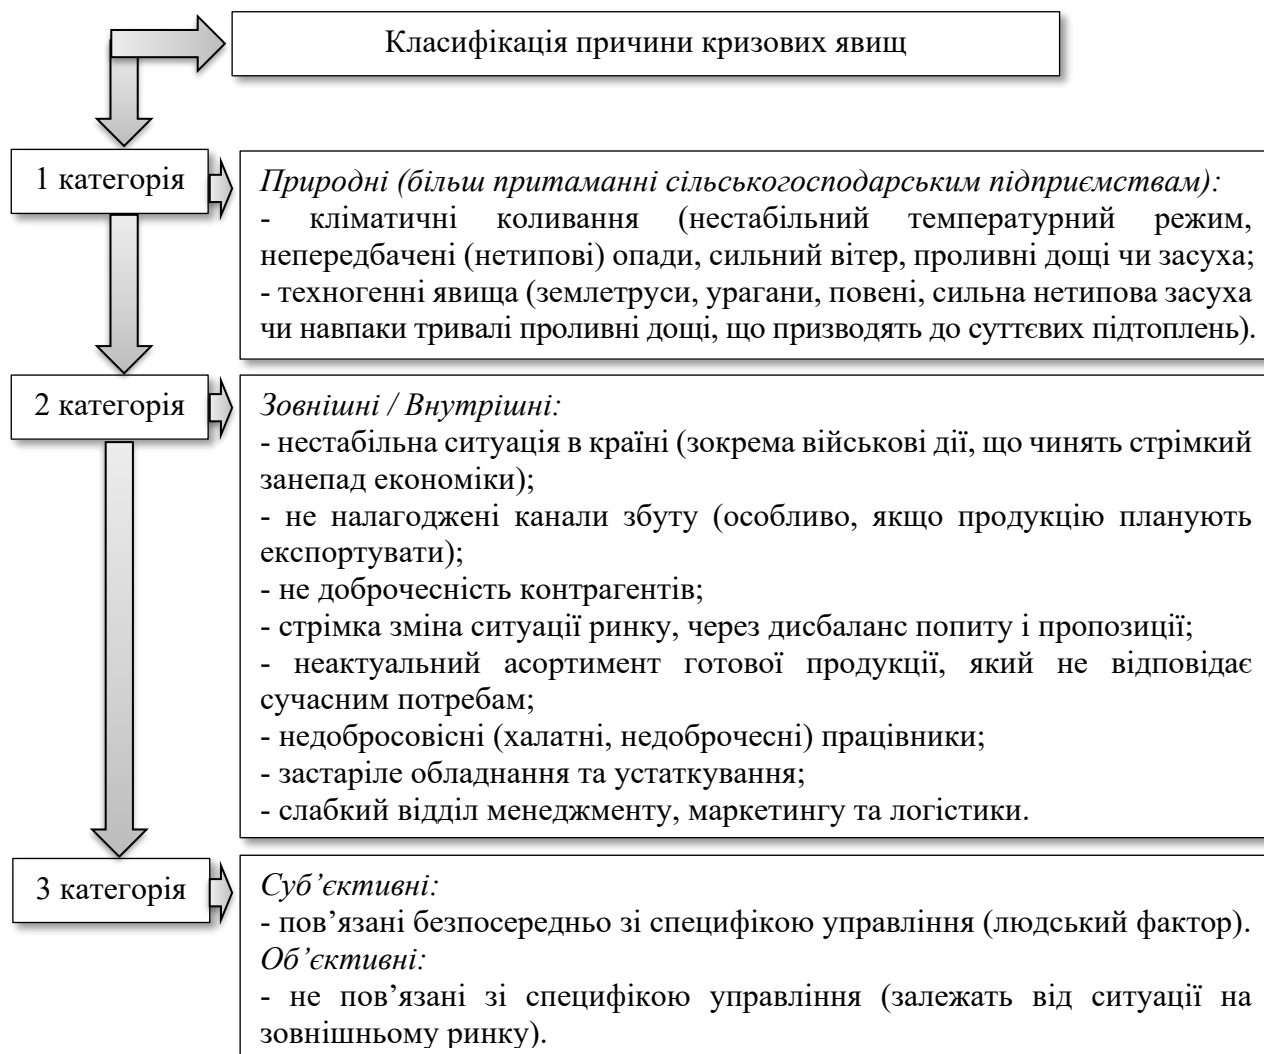 Класифікація причини кризових явищ
1 категорія
Природні (більш притаманні сільськогосподарським підприємствам):
- кліматичні коливання (нестабільний температурний режим,
непередбачені (нетипові) опади, сильний вітер, проливні дощі чи засуха;
- техногенні явища (землетруси, урагани, повені, сильна нетипова засуха
чи навпаки тривалі проливні дощі, що призводять до суттєвих підтоплень).
2 категорія
Зовнішні / Внутрішні:
- нестабільна ситуація в країні (зокрема військові дії, що чинять стрімкий
занепад економіки);
- не налагоджені канали збуту (особливо, якщо продукцію планують
експортувати);
- не доброчесність контрагентів;
- стрімка зміна ситуації ринку, через дисбаланс попиту і пропозиції;
- неактуальний асортимент готової продукції, який не відповідає
сучасним потребам;
- недобросовісні (халатні, недоброчесні) працівники;
- застаріле обладнання та устаткування;
- слабкий відділ менеджменту, маркетингу та логістики.
3 категорія
Суб’єктивні:
- пов’язані безпосередньо зі специфікою управління (людський фактор).
Об’єктивні:
- не пов’язані зі специфікою управління (залежать від ситуації на
зовнішньому ринку).